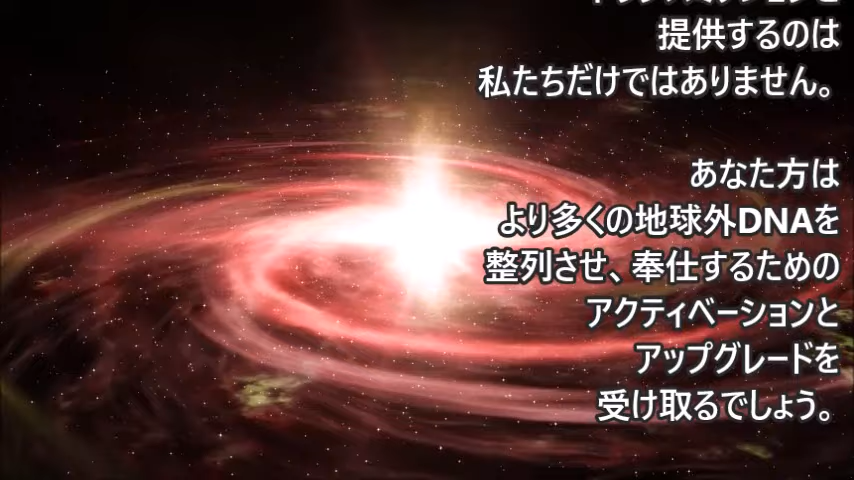 提供するのは
私たちだけではありません。
あなた方は
より多くの地球外DNAを
整列させ、奉仕するための
アクティベーションと
アップグレードを
受け取るでしょう。